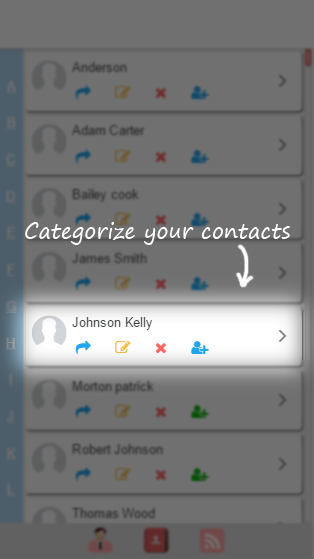 Anderson
A
Adam Carter
B
C
Bailey cook
D
E
Categorize your contacts
James Smith
F
G
Johnson Kelly
H
I
Morton patrick
J
Robert Johnson
K
L
Thomas Wood